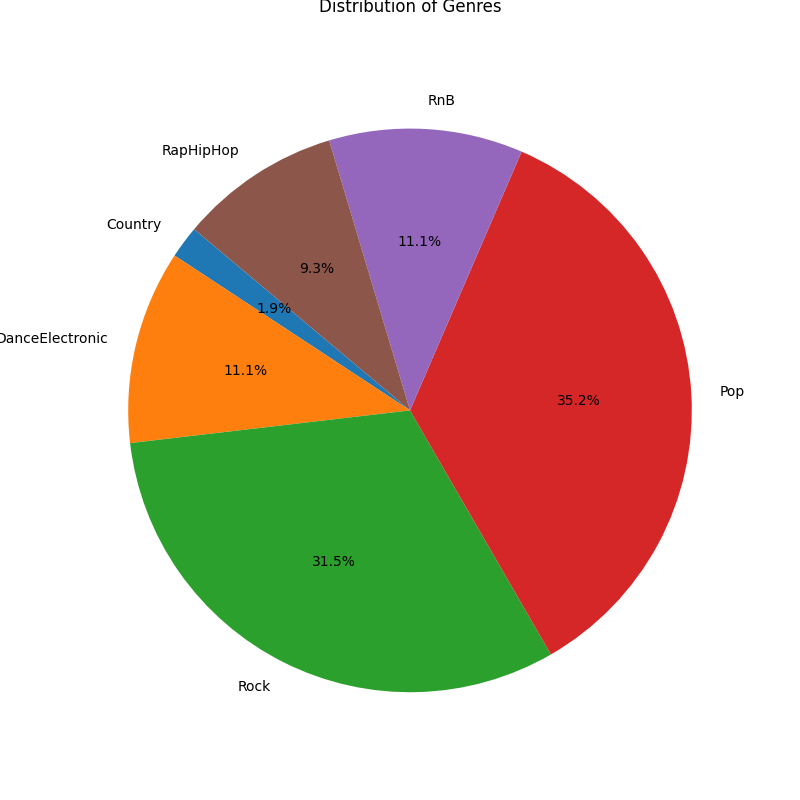 Distribution of Genres
RnB
RapHipHop
Country
DanceElectronic
Pop
Rock
11.1%
9.3%
1.9%
11.1%
35.2%
31.5%